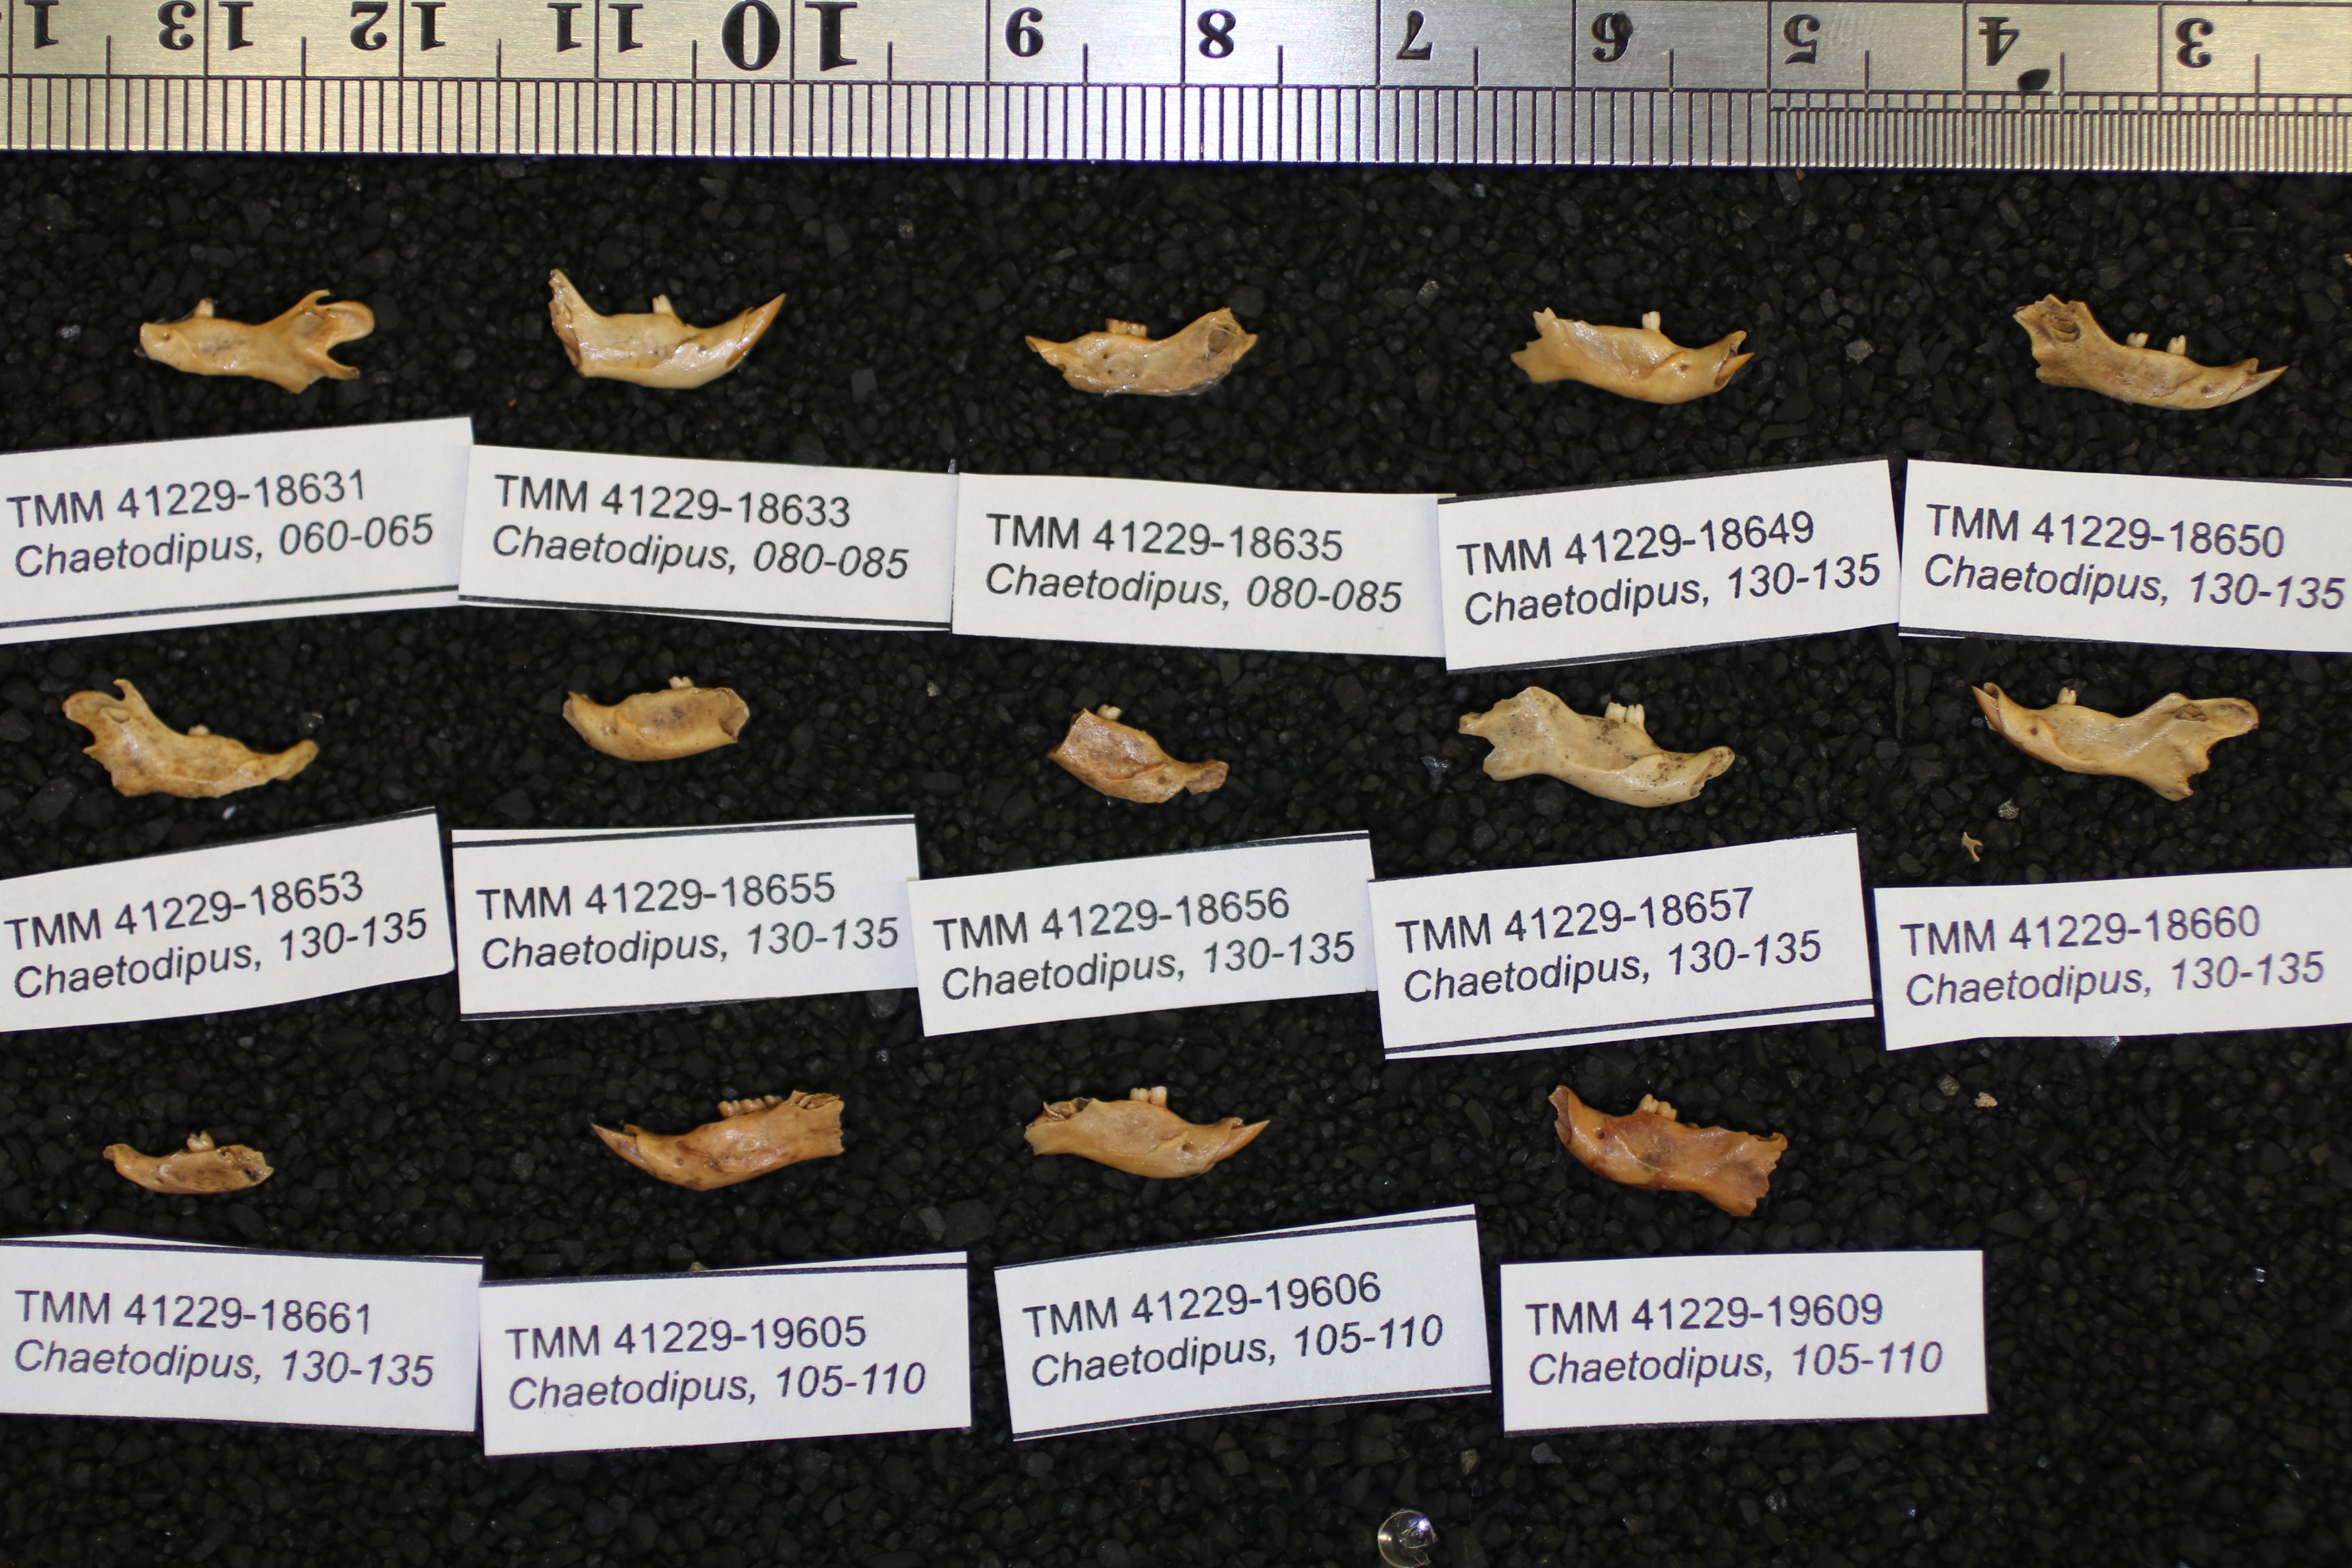 1 13 12 11 10 9 8 7 6 5 4 3
TMM 41229-18631
Chaetodipus, 060-065
TMM 41229-18633
Chaetodipus, 080-085
TMM 41229-18635
Chaetodipus, 080-085
TMM 41229-18649
Chaetodipus, 130-135
TMM 41229-18650
Chaetodipus, 130-135
TMM 41229-18653
Chaetodipus, 130-135
TMM 41229-18655
Chaetodipus, 130-135
TMM 41229-18656
Chaetodipus, 130-135
TMM 41229-18657
Chaetodipus, 130-135
TMM 41229-18660
Chaetodipus, 130-135
TMM 41229-18661
Chaetodipus, 130-135
TMM 41229-19605
Chaetodipus, 105-110
TMM 41229-19606
Chaetodipus, 105-110
TMM 41229-19609
Chaetodipus, 105-110